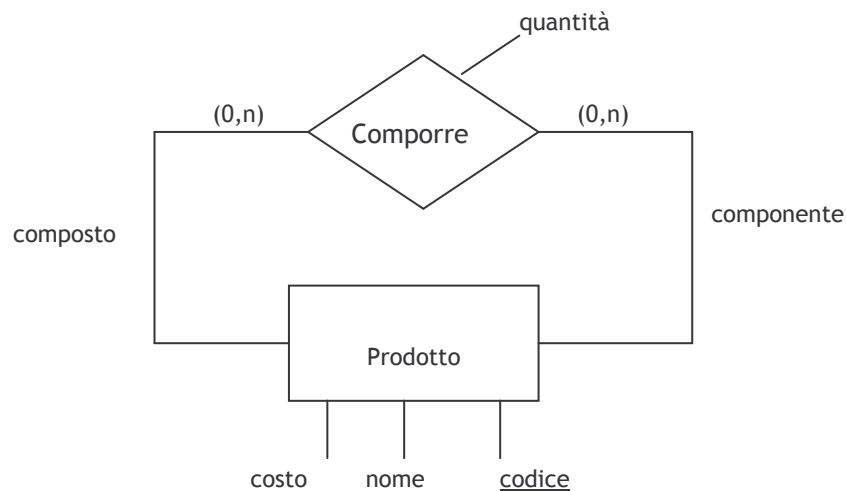 quantità
(0,n)
(0,n)
Comporre
composto
componente
Prodotto
costo
nome
codice